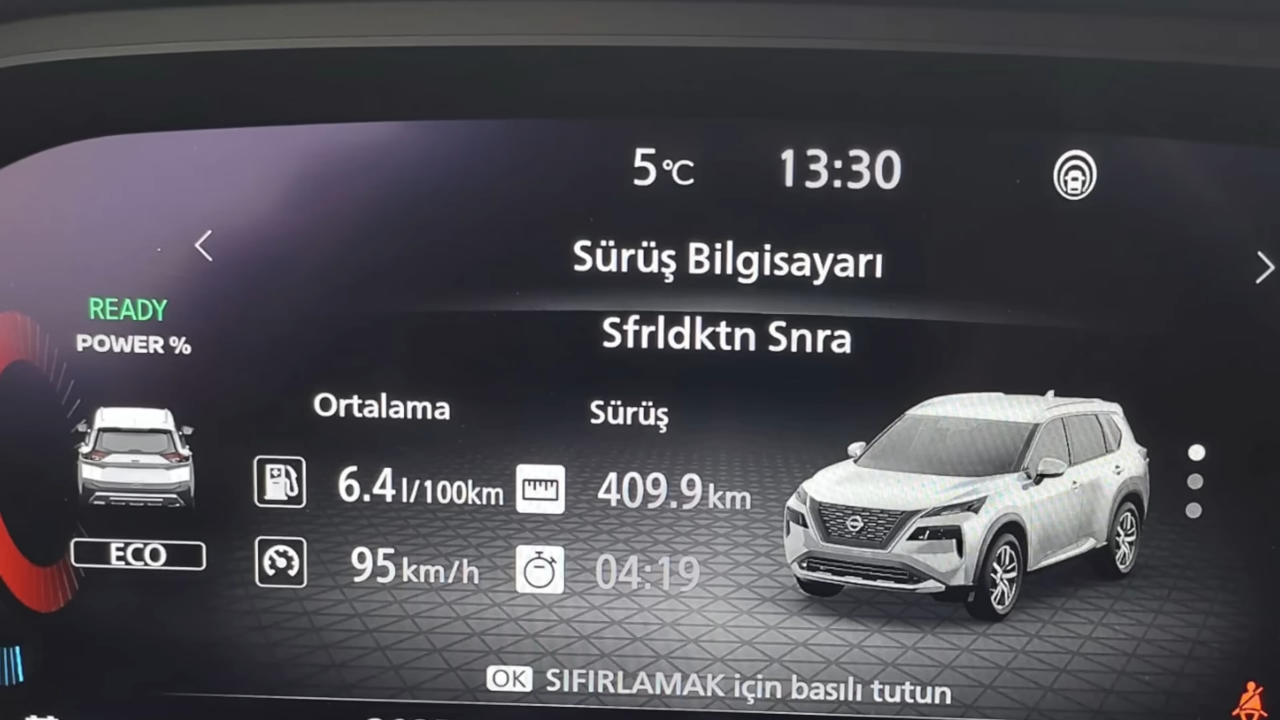 5°C 13:30
Sürüş Bilgisayarı
READY
POWER %
Sfrldktn Snra
Ortalama Sürüş
6.4 l/100km 409.9 km
95 km/h 04:19
ECO
OK SIFIRLAMAK için basılı tutun